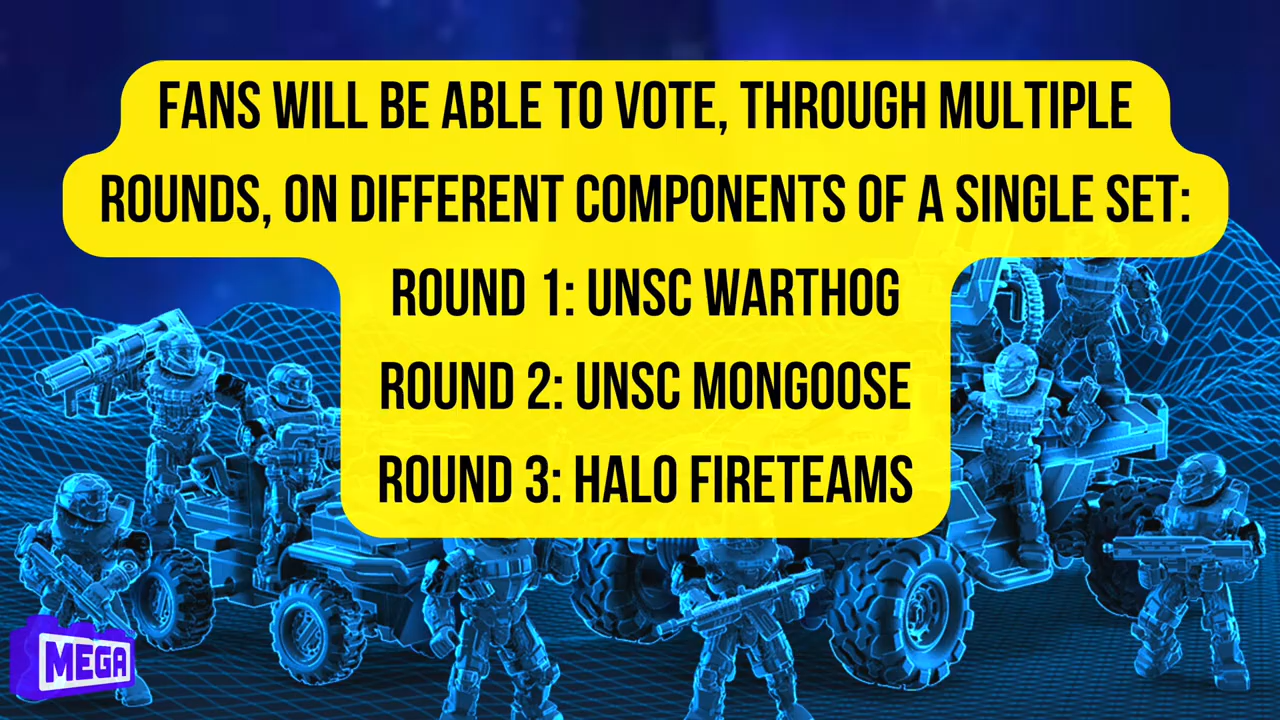 FANS WILL BE ABLE TO VOTE, THROUGH MULTIPLE
ROUNDS, ON DIFFERENT COMPONENTS OF A SINGLE SET:
ROUND 1: UNSC WARTHOG
ROUND 2: UNSC MONGOOSE
ROUND 3: HALO FIRETEAMS
MEGA